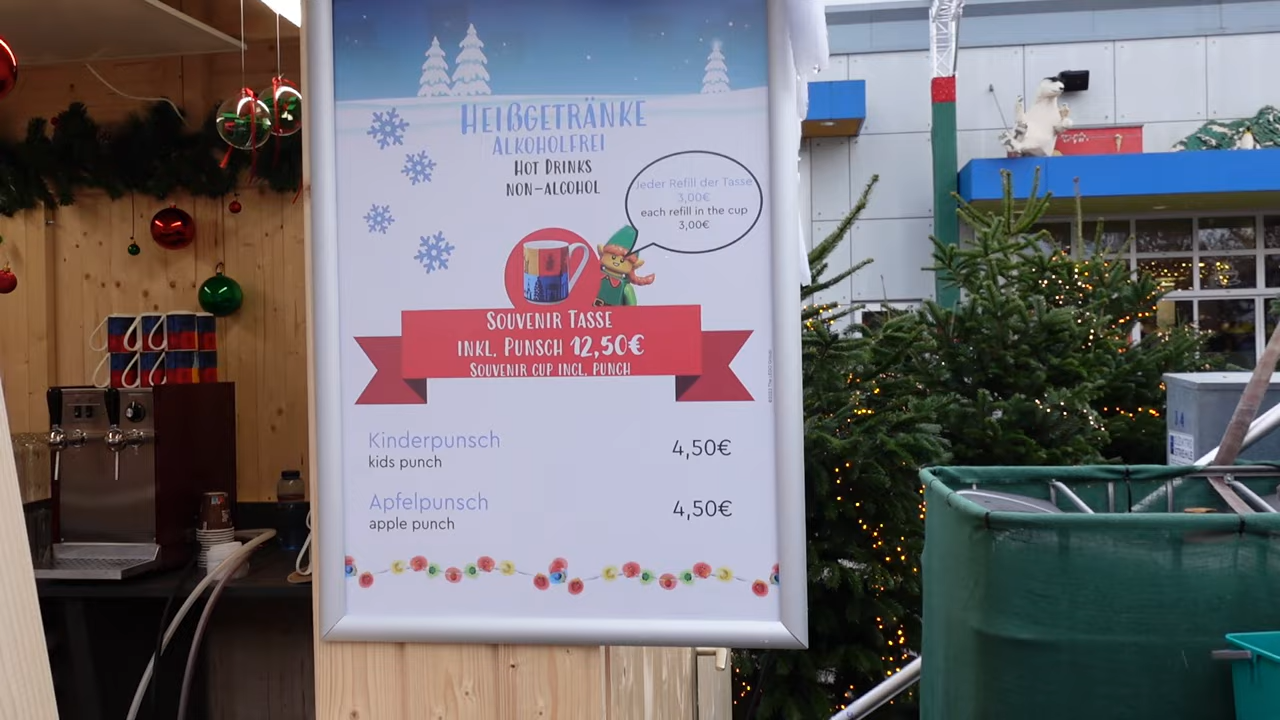 HEIßGETRÄNKE
ALKOHOLFREI
HOT DRINKS
NON-ALCOHOL
Jeder Refill der Tasse
3,00€
each refill in the cup
3,00€
SOUVENIR TASSE
INKL. PUNSCH 12,50€
SOUVENIR CUP INCL. PUNCH
Kinderpunsch 4,50€
kids punch
Apfelpunsch 4,50€
apple punch